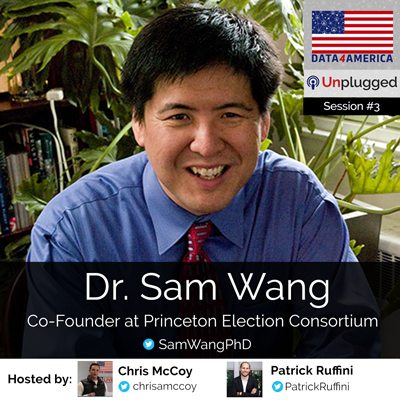 DATA4AMERICA
Unplugged
Session #3
Dr. Sam Wang
Co-Founder at Princeton Election Consortium
SamWangPhD
Hosted by:
Chris McCoy
chrisamccoy
Patrick Ruffini
PatrickRuffini